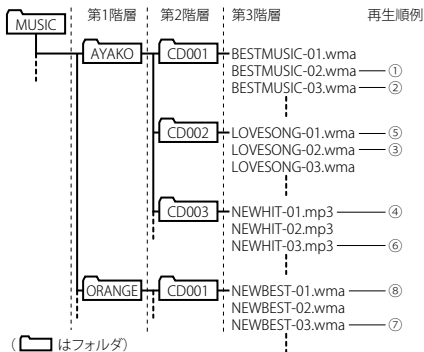 第1階層 第2階層 第3階層 再生順例
MUSIC
AYAKO CD001 BESTMUSIC-01.wma
BESTMUSIC-02.wma ①
BESTMUSIC-03.wma ②
CD002 LOVESONG-01.wma ⑤
LOVESONG-02.wma ③
LOVESONG-03.wma
CD003 NEWHIT-01.mp3 ④
NEWHIT-02.mp3
NEWHIT-03.mp3 ⑥
ORANGE CD001 NEWBEST-01.wma ⑧
NEWBEST-02.wma
NEWBEST-03.wma ⑦
( はフォルダ)